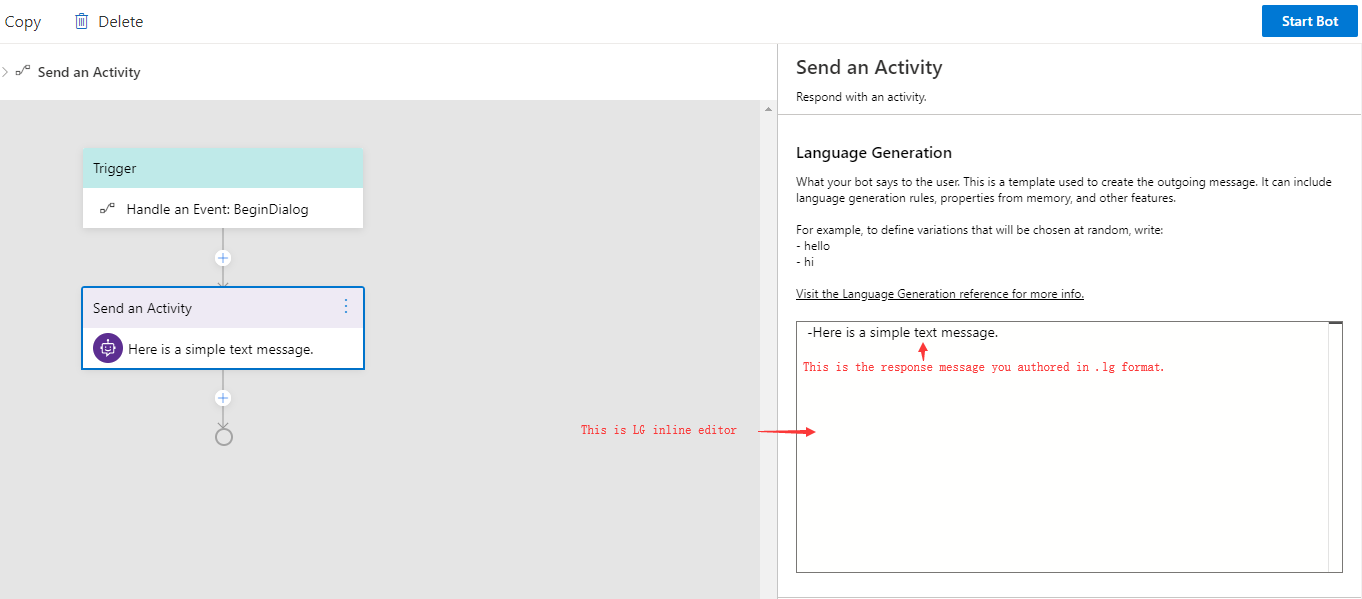 Copy
Delete
Start Bot
Send an Activity
Trigger
Handle an Event: BeginDialog
Send an Activity
Here is a simple text message.
This is LG inline editor
Send an Activity
Respond with an activity.
Language Generation
What your bot says to the user. This is a template used to create the outgoing message. It can include
language generation rules, properties from memory, and other features.
For example, to define variations that will be chosen at random, write:
- hello
- hi
Visit the Language Generation reference for more info.
-Here is a simple text message.
This is the response message you authored in .lg format.